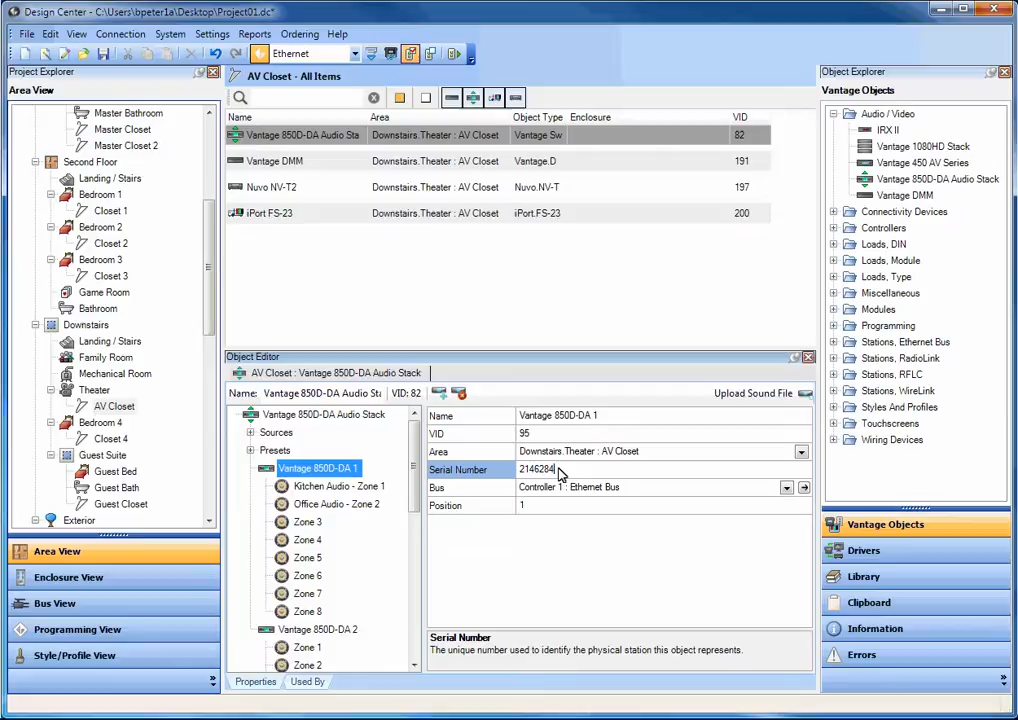 Design Center - C:\Users\bpeter1a\Desktop\Project01.dc*
File Edit View Connection System Settings Reports Ordering Help
Ethernet
Project Explorer
Area View
Master Bathroom
Master Closet
Master Closet 2
Second Floor
Landing / Stairs
Bedroom 1
Closet 1
Bedroom 2
Closet 2
Bedroom 3
Closet 3
Game Room
Bathroom
Downstairs
Landing / Stairs
Family Room
Mechanical Room
Theater
AV Closet
Bedroom 4
Closet 4
Guest Suite
Guest Bed
Guest Bath
Guest Closet
Exterior
Area View
Enclosure View
Bus View
Programming View
Style/Profile View
AV Closet - All Items
Name Area Object Type Enclosure VID
Vantage 850D-DA Audio Sta Downstairs.Theater : AV Closet Vantage Sw 82
Vantage DMM Downstairs.Theater : AV Closet Vantage.D 191
Nuvo NV-T2 Downstairs.Theater : AV Closet Nuvo.NV-T 197
iPort FS-23 Downstairs.Theater : AV Closet iPort.FS-23 200
Object Editor
AV Closet : Vantage 850D-DA Audio Stack
Name: Vantage 850D-DA Audio Sta VID: 82 Upload Sound File
Vantage 850D-DA Audio Stack
Sources
Presets
Vantage 850D-DA 1
Kitchen Audio - Zone 1
Office Audio - Zone 2
Zone 3
Zone 4
Zone 5
Zone 6
Zone 7
Zone 8
Vantage 850D-DA 2
Zone 1
Zone 2
Name Vantage 850D-DA 1
VID 95
Area Downstairs.Theater : AV Closet
Serial Number 2146284
Bus Controller 1 : Ethernet Bus
Position 1
Serial Number
The unique number used to identify the physical station this object represents.
Properties Used By
Object Explorer
Vantage Objects
Audio / Video
IRX II
Vantage 1080HD Stack
Vantage 450 AV Series
Vantage 850D-DA Audio Stack
Vantage DMM
Connectivity Devices
Controllers
Loads, DIN
Loads, Module
Loads, Type
Miscellaneous
Modules
Programming
Stations, Ethernet Bus
Stations, RadioLink
Stations, RFLC
Stations, WireLink
Styles And Profiles
Touchscreens
Wiring Devices
Vantage Objects
Drivers
Library
Clipboard
Information
Errors